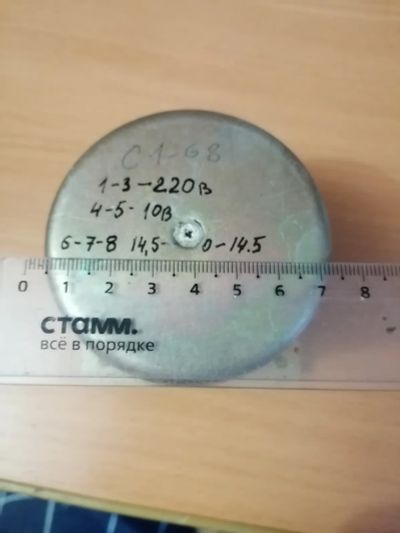 С1-68
1-3-220в
4-5-10в
6-7-8 14,5-0-14.5
0 1 2 3 4 5 6 7 8
стамм.
всё в порядке